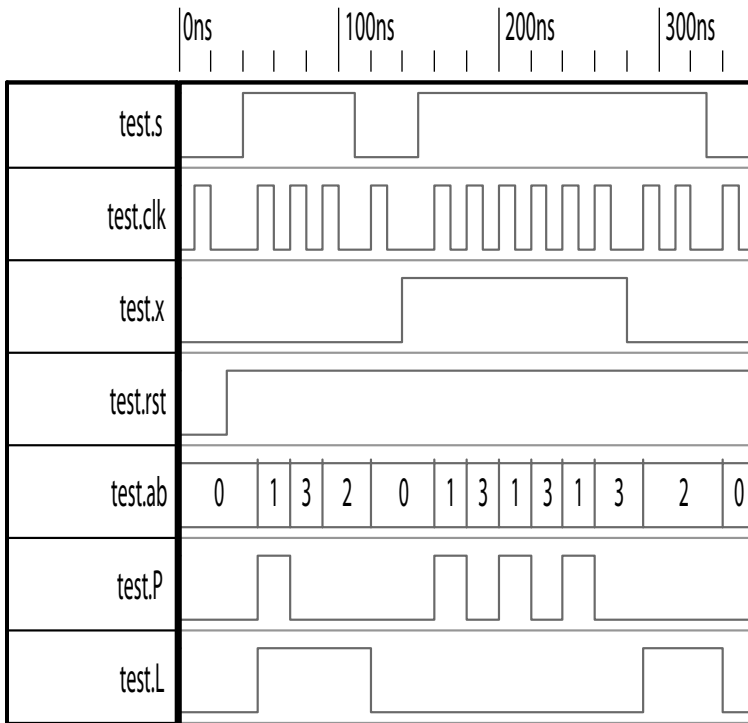 0ns 100ns 200ns 300ns
test.s
test.clk
test.x
test.rst
test.ab 0 1 3 2 0 1 3 1 3 1 3 2 0
test.P
test.L